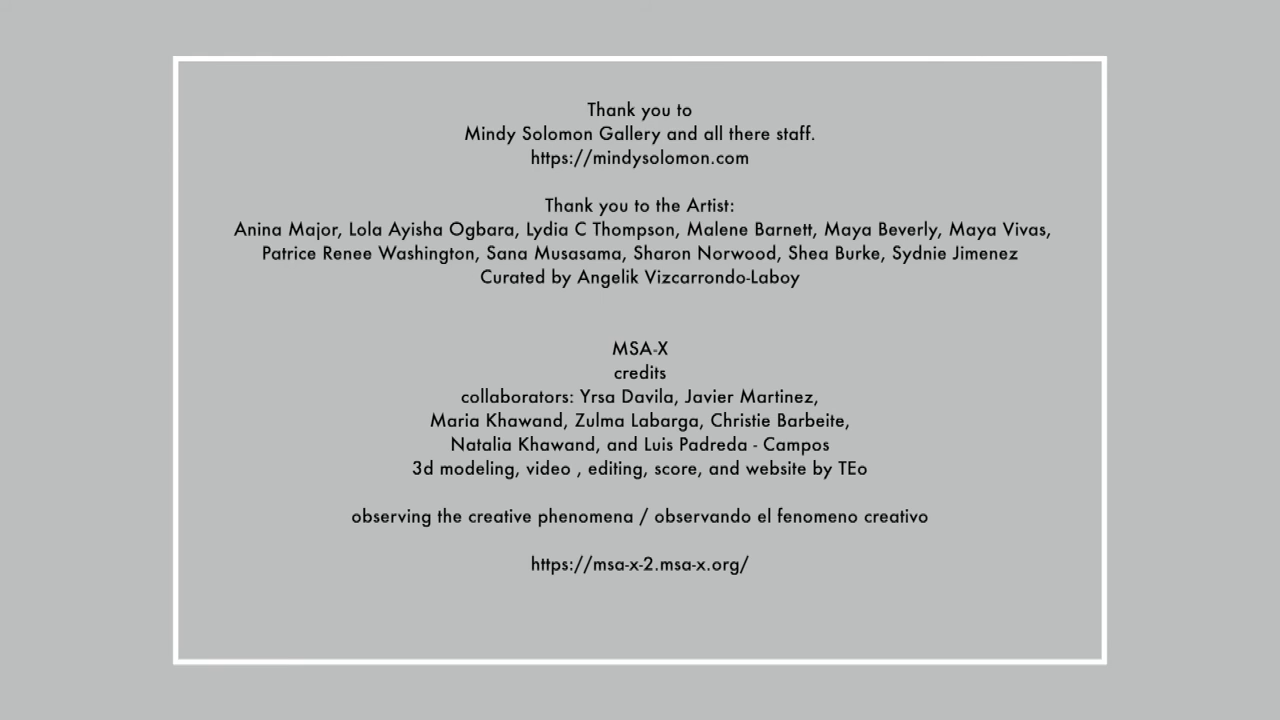 Thank you to
Mindy Solomon Gallery and all there staff.
https://mindysolomon.com
Thank you to the Artist:
Anina Major, Lola Ayisha Ogbara, Lydia C Thompson, Malene Barnett, Maya Beverly, Maya Vivas,
Patrice Renee Washington, Sana Musasama, Sharon Norwood, Shea Burke, Sydnie Jimenez
Curated by Angelik Vizcarrondo-Laboy
MSA-X
credits
collaborators: Yrsa Davila, Javier Martinez,
Maria Khawand, Zulma Labarga, Christie Barbeite,
Natalia Khawand, and Luis Padreda - Campos
3d modeling, video , editing, score, and website by TEo
observing the creative phenomena / observando el fenomeno creativo
https://msa-x-2.msa-x.org/